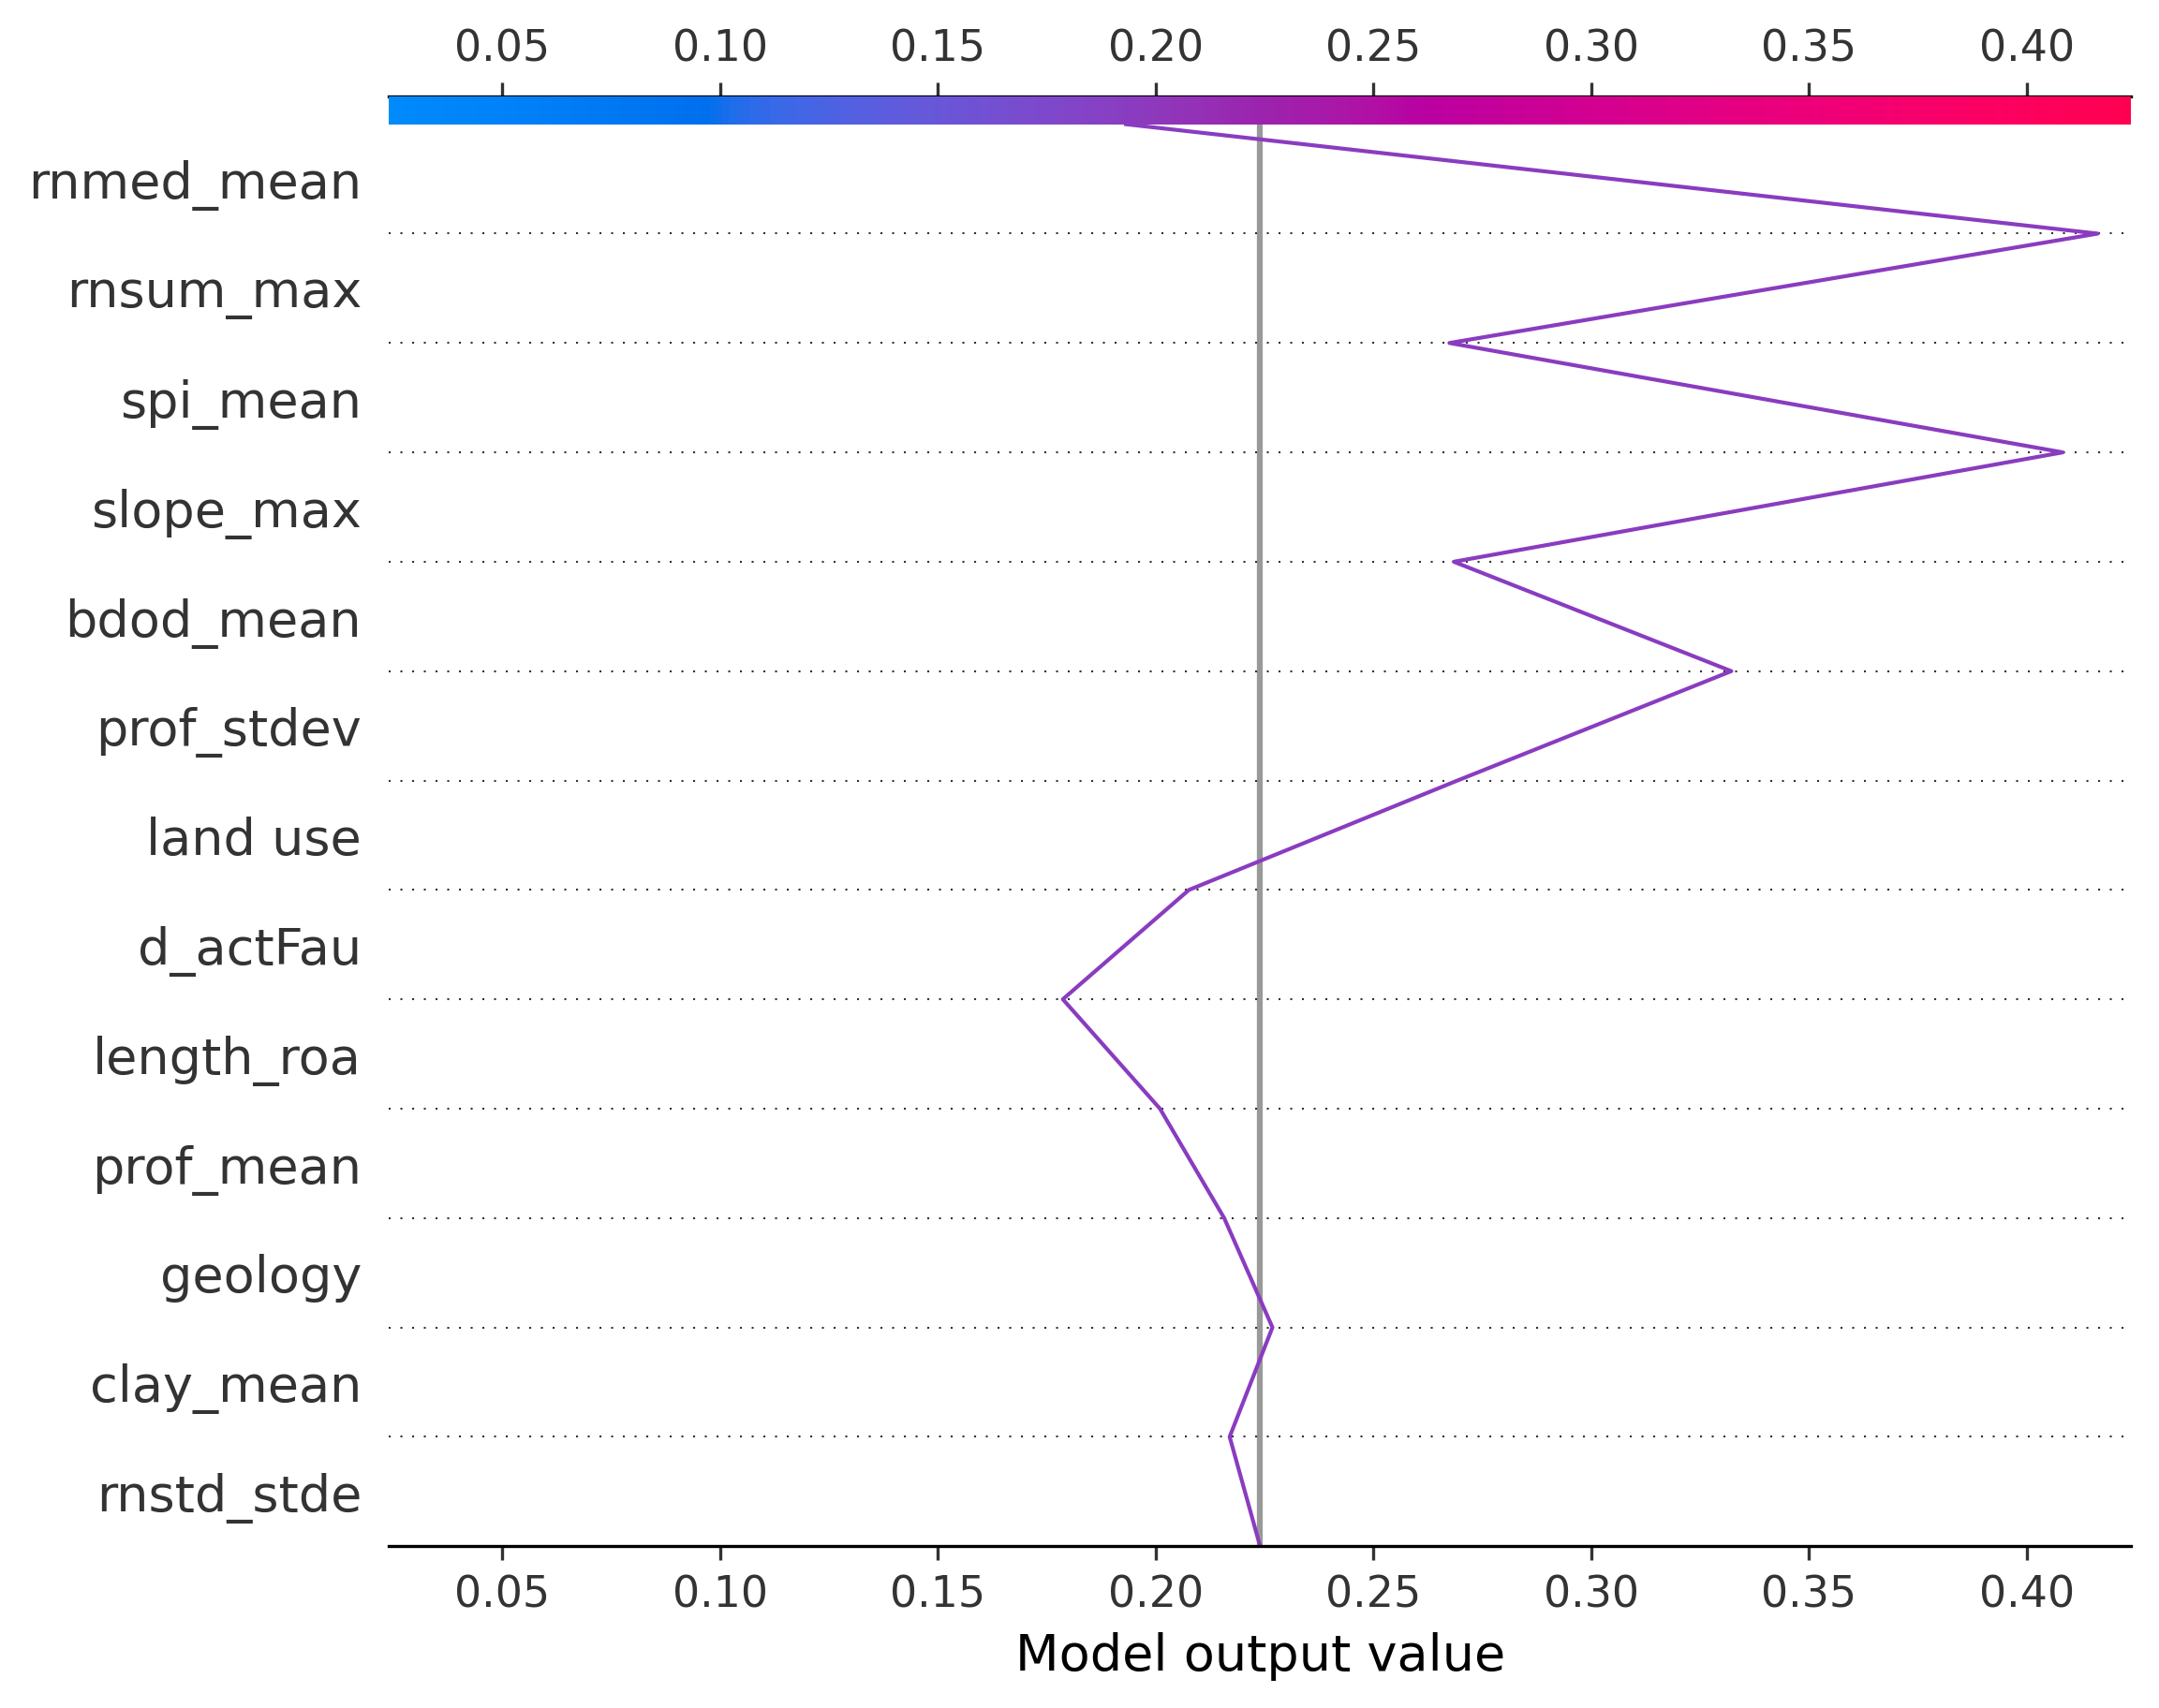 0.05 0.10 0.15 0.20 0.25 0.30 0.35 0.40
rnmed_mean
rnsum_max
spi_mean
slope_max
bdod_mean
prof_stdev
land use
d_actFau
length_roa
prof_mean
geology
clay_mean
rnstd_stde
0.05 0.10 0.15 0.20 0.25 0.30 0.35 0.40
Model output value